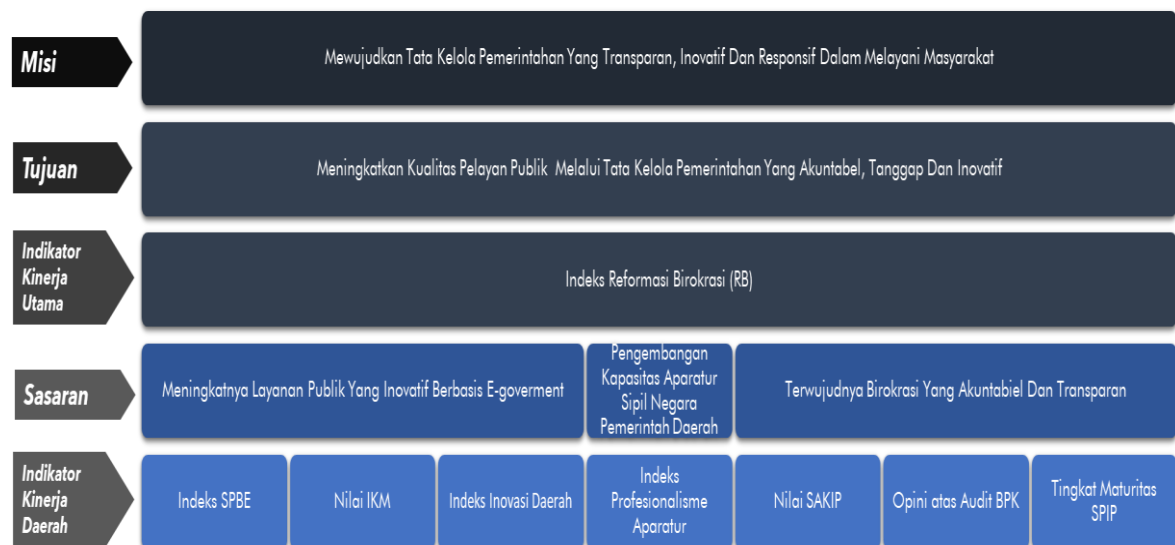 Misi
Mewujudkan Tata Kelola Pemerintahan Yang Transparan, Inovatif Dan Responsif Dalam Melayani Masyarakat
Tujuan
Meningkatkan Kualitas Pelayan Publik Melalui Tata Kelola Pemerintahan Yang Akuntabel, Tanggap Dan Inovatif
Indikator
Kinerja
Utama
Indeks Reformasi Birokrasi (RB)
Sasaran
Meningkatnya Layanan Publik Yang Inovatif Berbasis E-goverment
Pengembangan
Kapasitas Aparatur
Sipil Negara
Pemerintah Daerah
Terwujudnya Birokrasi Yang Akuntabiel Dan Transparan
Indikator
Kinerja
Daerah
Indeks SPBE
Nilai IKM
Indeks Inovasi Daerah
Indeks
Profesionalisme
Aparatur
Nilai SAKIP
Opini atas Audit BPK
Tingkat Maturitas
SPIP